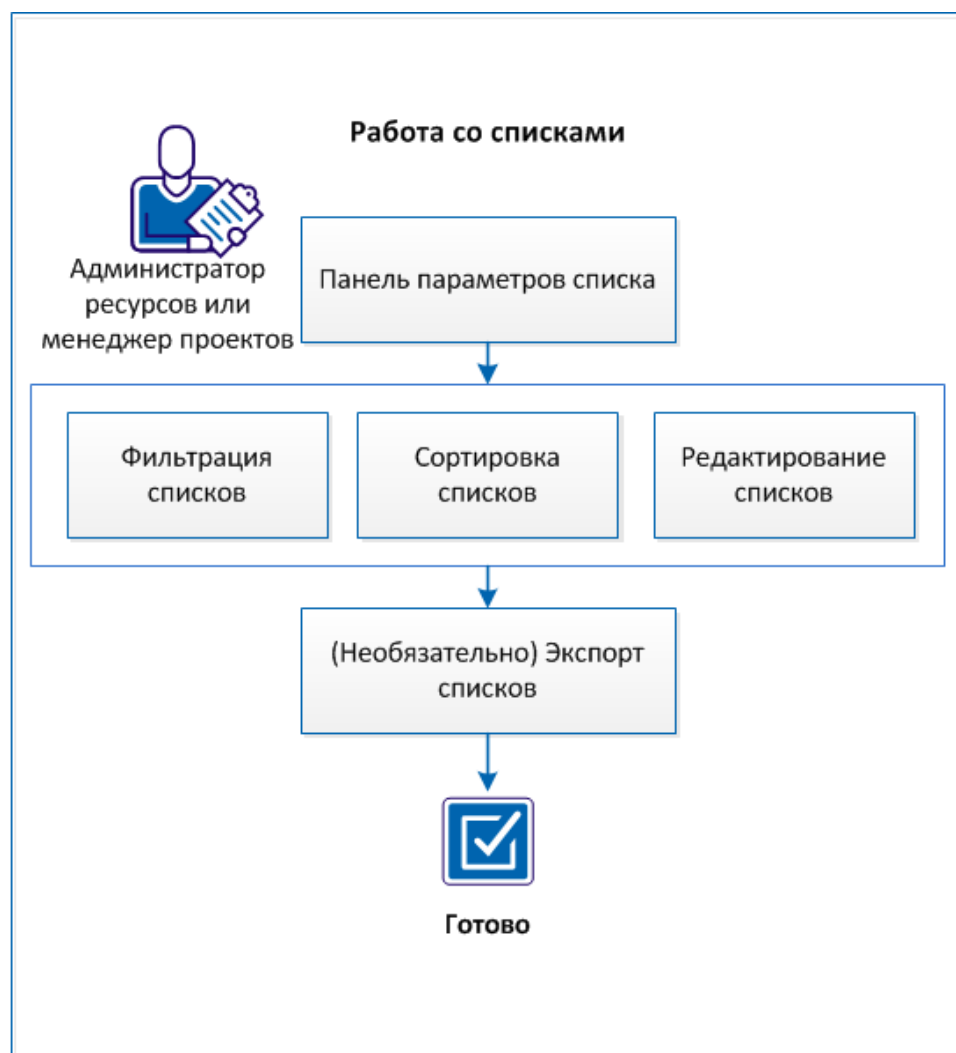 Работа со списками
Администратор
ресурсов или
менеджер проектов
Панель параметров списка
Фильтрация
списков
Сортировка
списков
Редактирование
списков
(Необязательно) Экспорт
списков
Готово